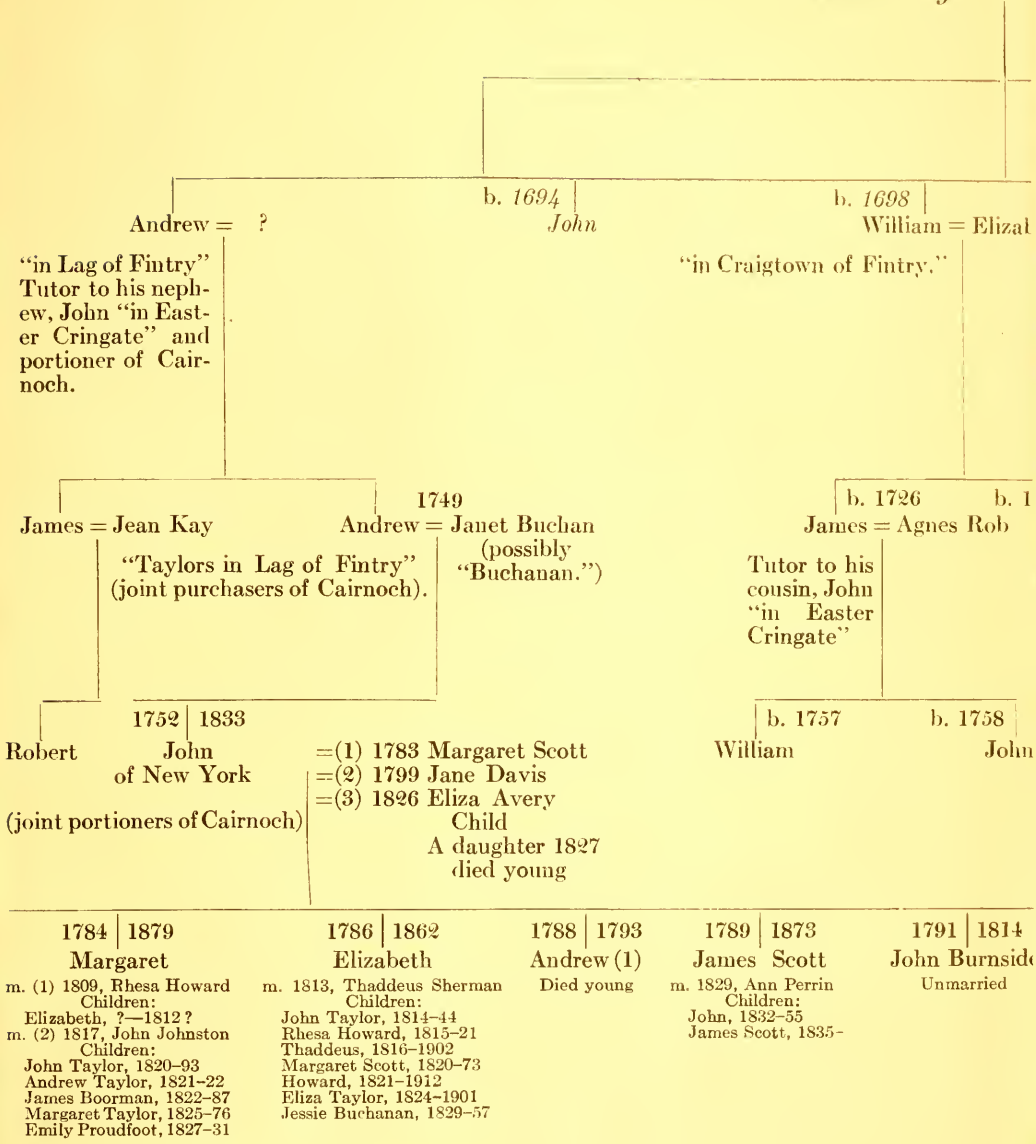 b. 1694
b. 1698
Andrew = ?
John
William =
"in Lag of Fintry"
Tutor to his neph-
ew, John "in East-
er Cringate" and
portioner of Cair-
noch.
"in Craigtown of Fintry."
James = Jean Kay
1749
Andrew = Janet Buchan
(possibly
"Buchanan.")
"Taylors in Lag of Fintry"
(joint purchasers of Cairnoch).
b. 1726
b. 1
James = Agnes Rob
Tutor to his
cousin, John
"in Easter
Cringate"
Robert
1752 | 1833
John
of New York
(joint portioners of Cairnoch)
=(1) 1783 Margaret Scott
=(2) 1799 Jane Davis
=(3) 1826 Eliza Avery
Child
A daughter 1827
died young
b. 1757
William
b. 1758
John
1784 | 1879
Margaret
m. (1) 1809, Rhesa Howard
Children:
Elizabeth, ?—1812?
m. (2) 1817, John Johnston
Children:
John Taylor, 1820-93
Andrew Taylor, 1821-22
James Boorman, 1822-87
Margaret Taylor, 1825-76
Emily Proudfoot, 1827-31
1786 | 1862
Elizabeth
m. 1813, Thaddeus Sherman
Children:
John Taylor, 1814-44
Rhesa Howard, 1815-21
Thaddeus, 1816-1902
Margaret Scott, 1820-73
Howard, 1821-1912
Eliza Taylor, 1824-1901
Jessie Buchanan, 1829-57
1788 | 1793
Andrew (1)
Died young
1789 | 1873
James Scott
m. 1829, Ann Perrin
Children:
John, 1832-55
James Scott, 1835-
1791 | 1814
John Burnside
Unmarried